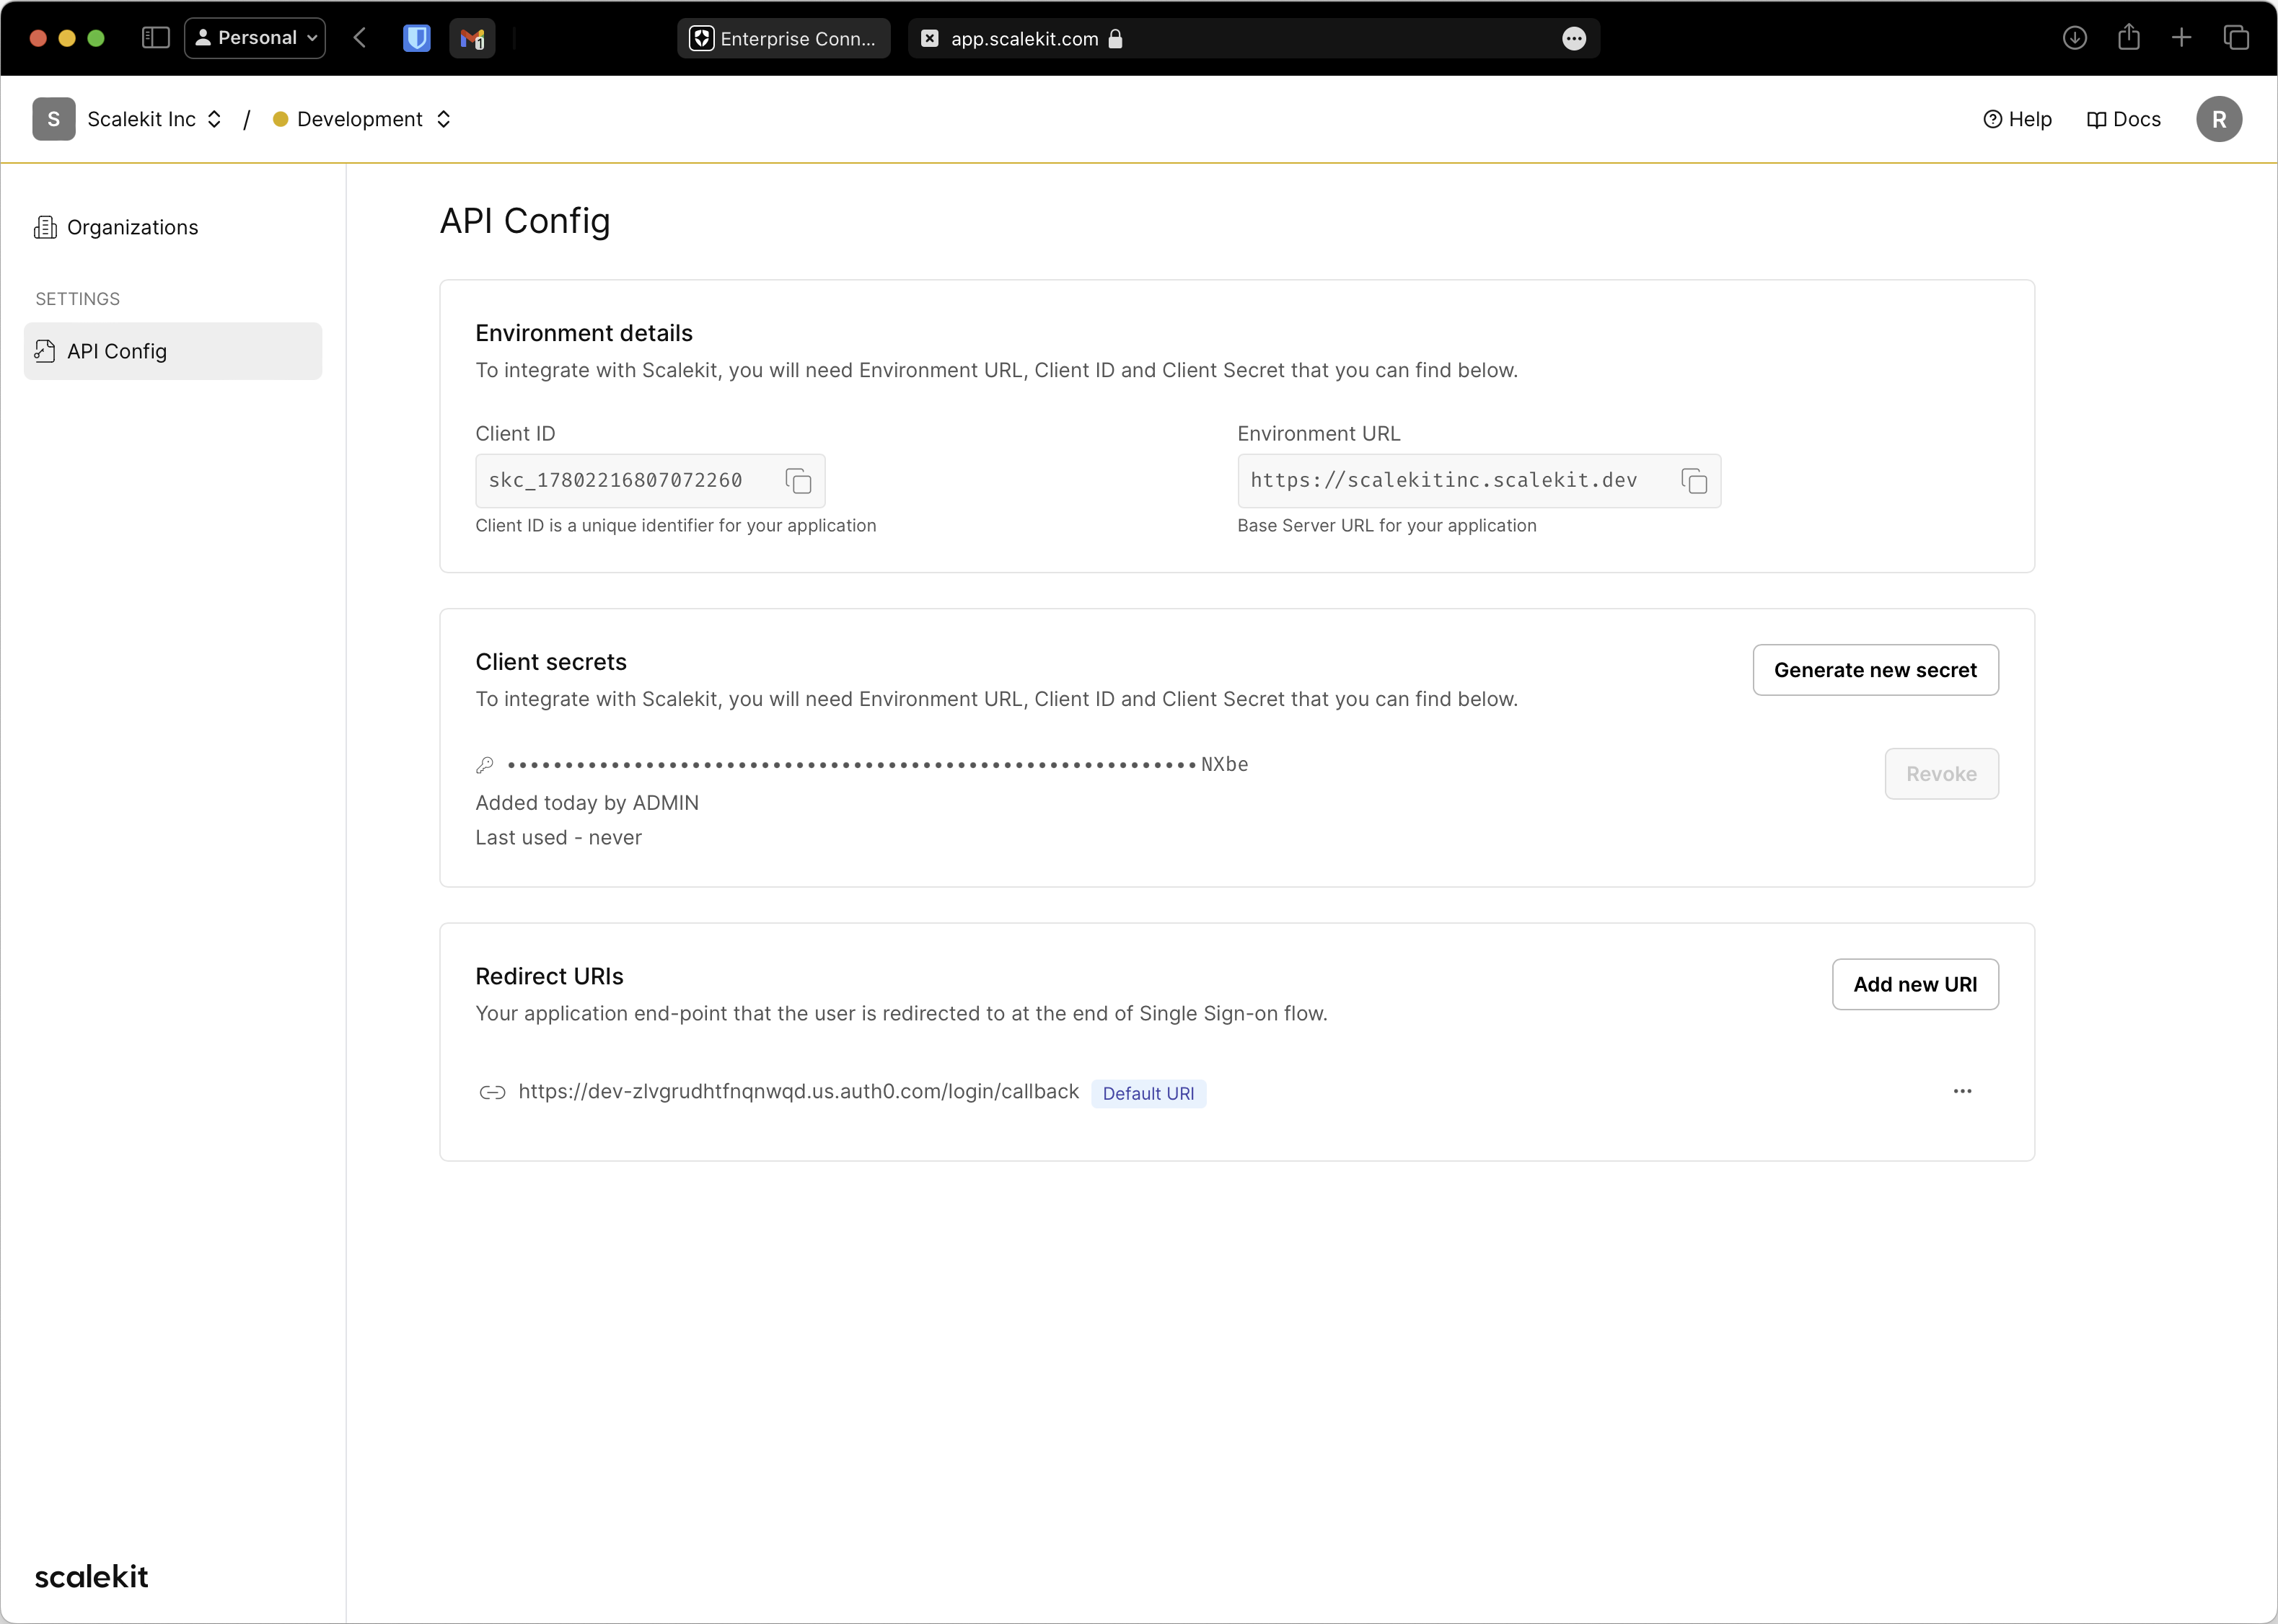 Personal
1
Enterprise Conn...
app.scalekit.com
S
Scalekit Inc
/
Development
Help
Docs
R
Organizations
SETTINGS
API Config
API Config
Environment details
To integrate with Scalekit, you will need Environment URL, Client ID and Client Secret that you can find below.
Client ID
Environment URL
skc_17802216807072260
https://scalekitinc.scalekit.dev
Client ID is a unique identifier for your application
Base Server URL for your application
Client secrets
Generate new secret
To integrate with Scalekit, you will need Environment URL, Client ID and Client Secret that you can find below.
••••••••••••••••••••••••••••••••••••••••••••••••••••••••••••NXbe
Revoke
Added today by ADMIN
Last used - never
Redirect URIs
Add new URI
Your application end-point that the user is redirected to at the end of Single Sign-on flow.
https://dev-zlvgrudhtfnqnwqd.us.auth0.com/login/callback
Default URI
scalekit